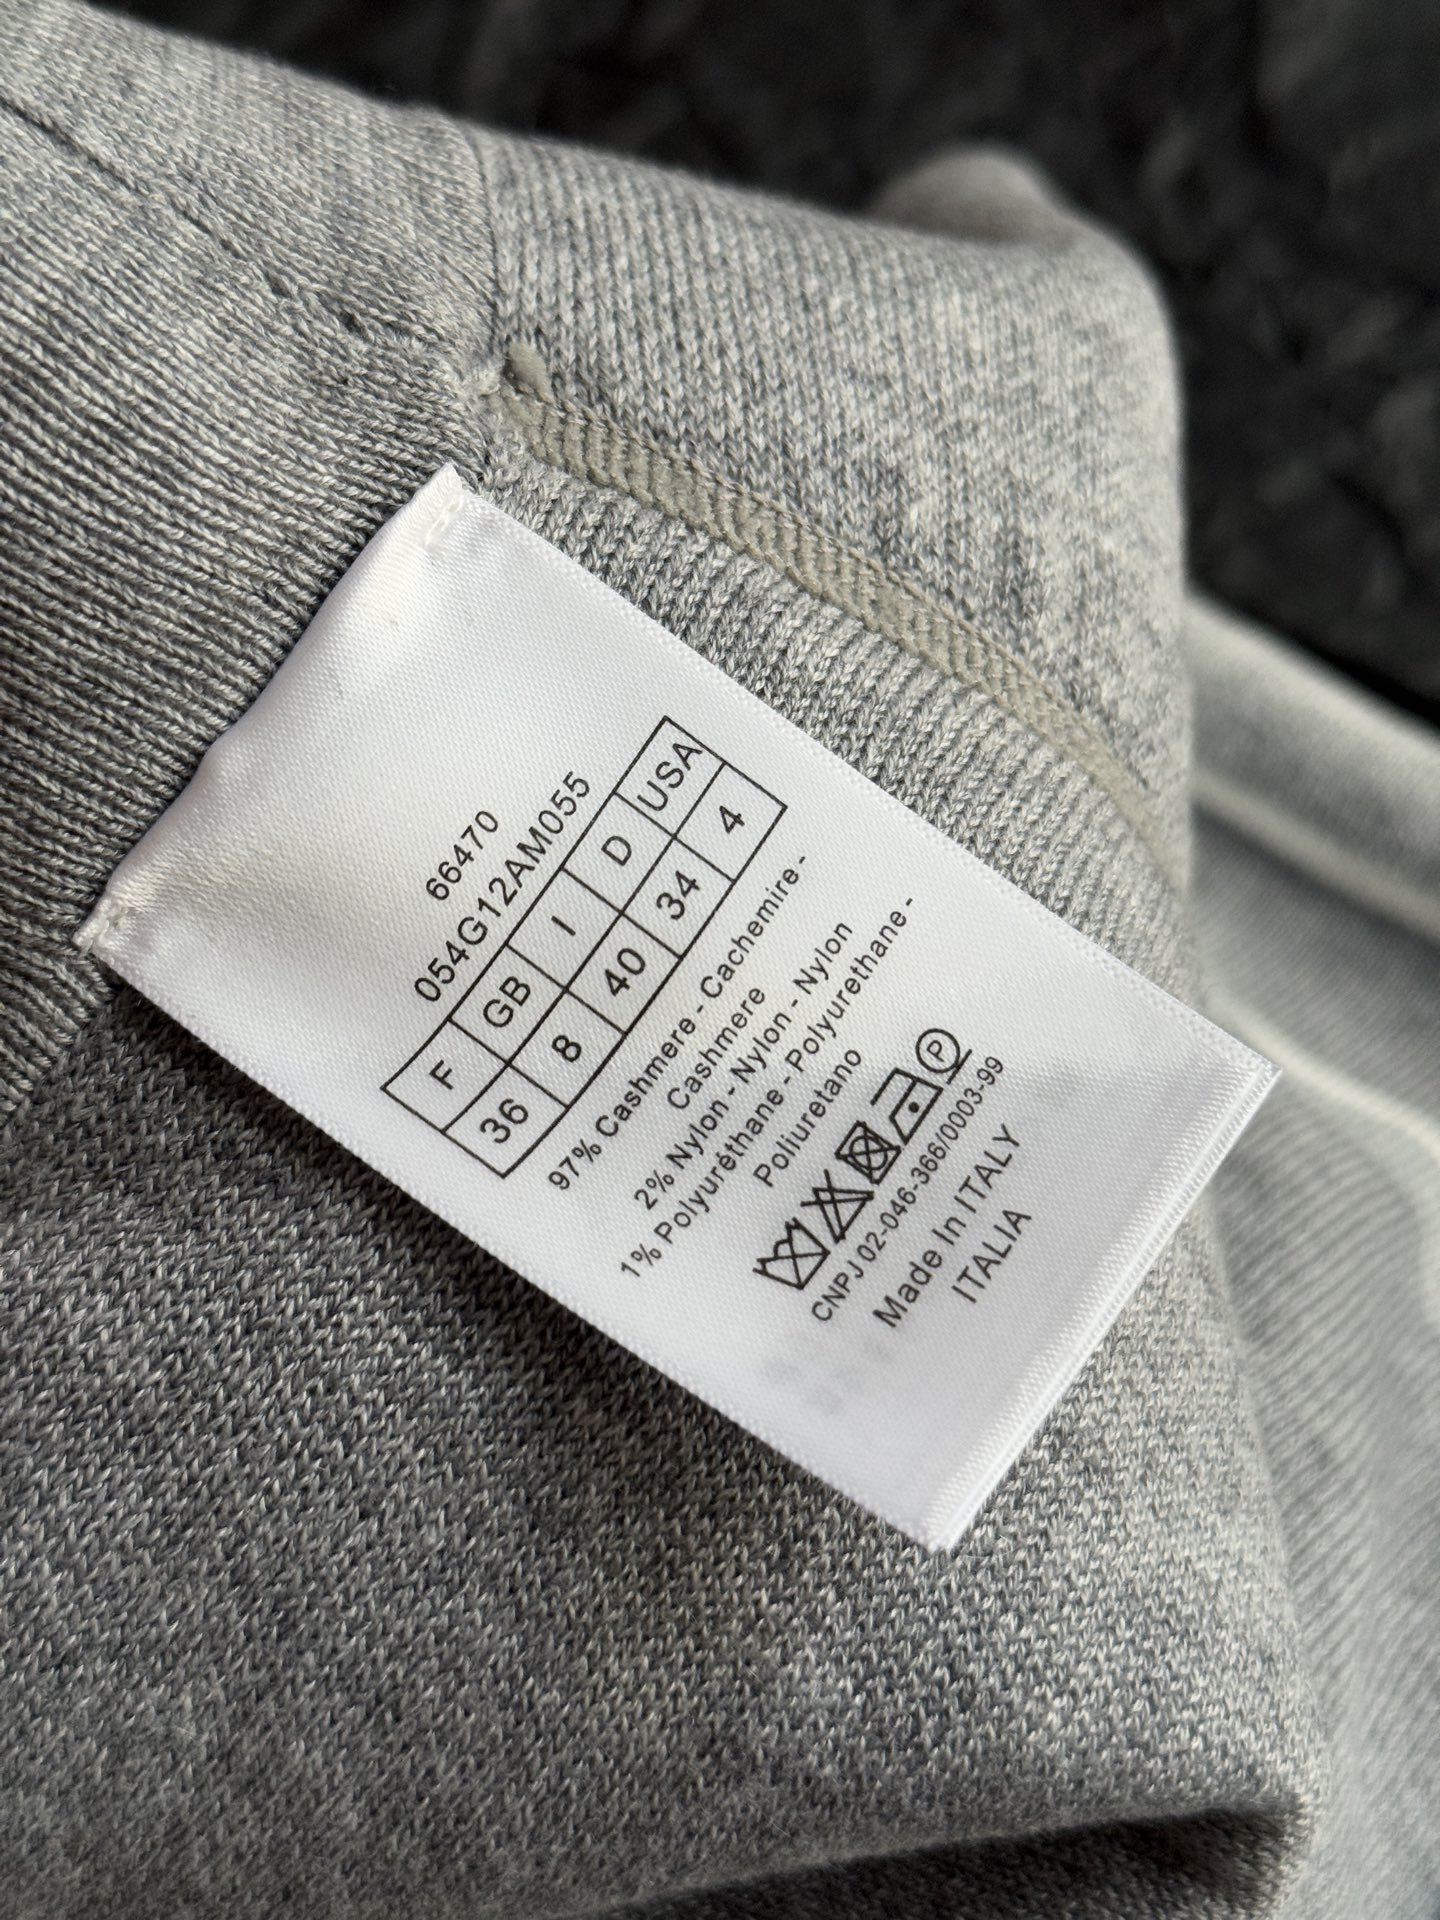 66470
054G12AM055
F GB I D USA
36 8 40 34 4
97% Cashmere - Cachemire -
Cashmere
2% Nylon - Nylon - Nylon
1% Polyuréthane - Polyurethane -
Poliuretano
P
CNPJ 02-046-366/0003-99
Made In ITALY
ITALIA